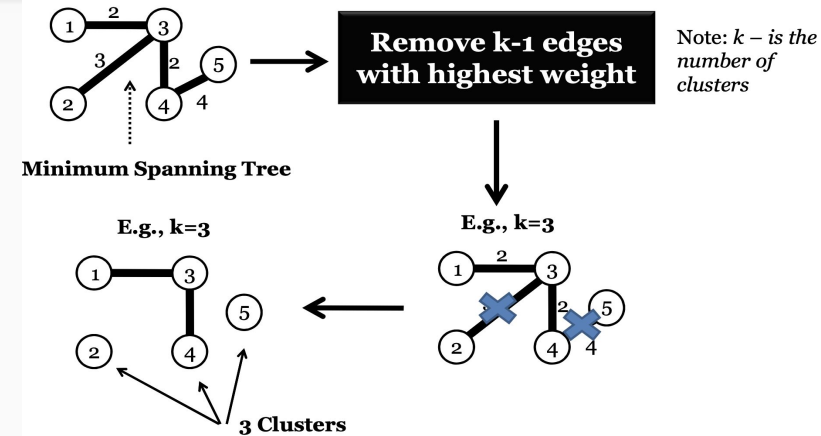 1
2
3
3
2
5
2
4
4
Minimum Spanning Tree
Remove k-1 edges
with highest weight
Note: k – is the
number of
clusters
E.g., k=3
1
3
5
2
4
3 Clusters
E.g., k=3
1
2
3
2
5
2
4
4